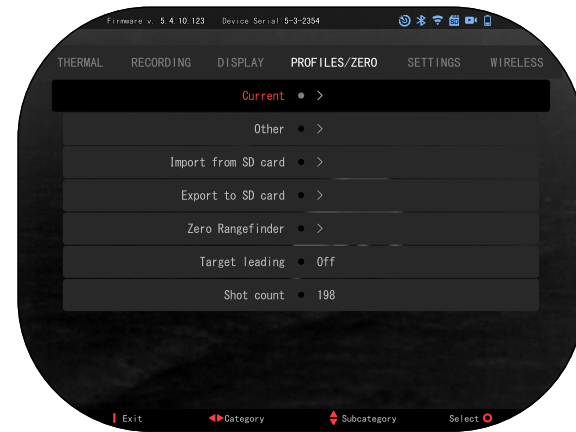 Firmware v. 5.4.10.123 Device Serial 5-3-2354
THERMAL RECORDING DISPLAY PROFILES/ZERO SETTINGS WIRELESS
Current >
Other >
Import from SD card >
Export to SD card >
Zero Rangefinder >
Target leading Off
Shot count 198
Exit Category Subcategory Select